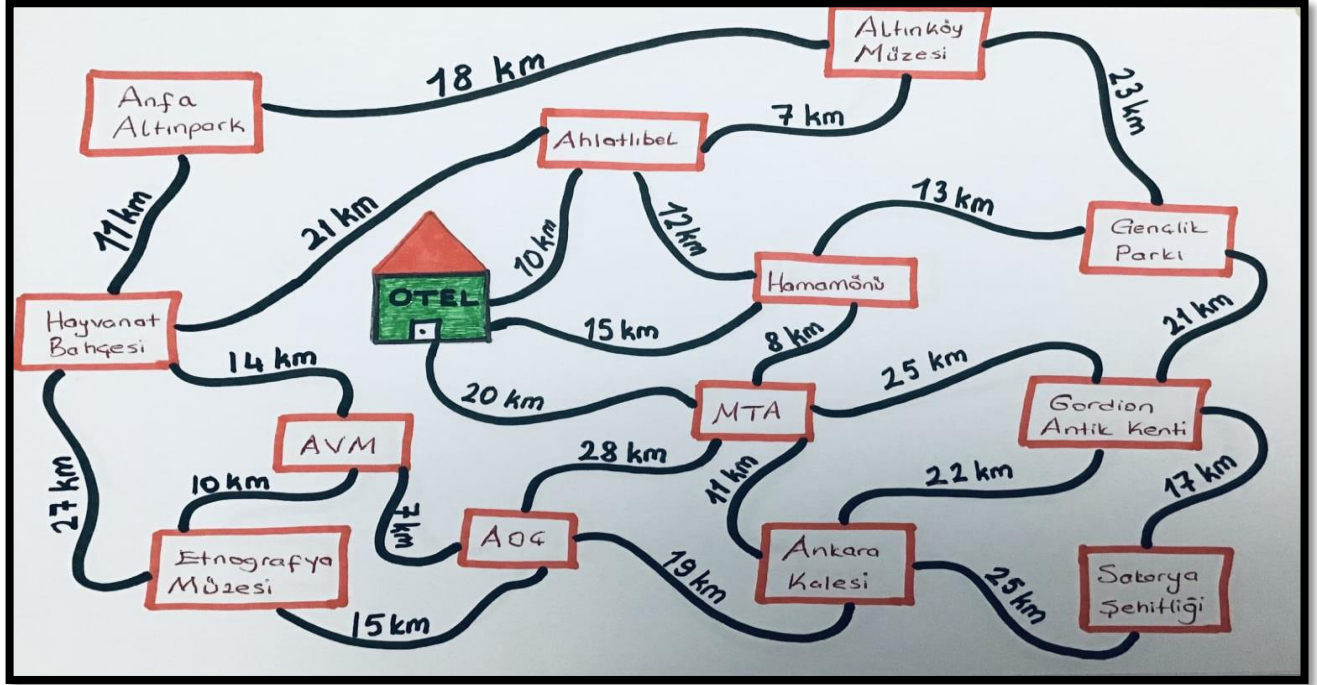 Altınköy
Müzesi
18 km
Anfa
Altınpark
7 km
23 km
Ahlatlıbel
11 km
21 km
10 km
12 km
13 km
Gençlik
Parkı
Hamamönü
OTEL
Hayvanat
Bahçesi
15 km
8 km
21 km
14 km
25 km
20 km
MTA
Gordion
Antik Kenti
AVM
28 km
27 km
10 km
7 km
11 km
22 km
17 km
AOÇ
Etnografya
Müzesi
19 km
Ankara
Kalesi
25 km
Sakarya
Şehitliği
15 km